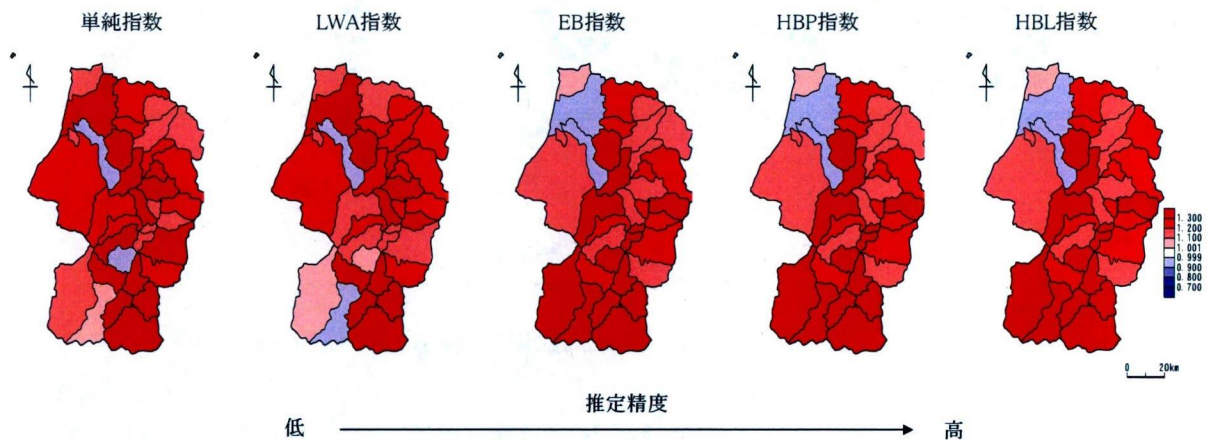 単純指数
LWA指数
EB指数
HBP指数
HBL指数
1.300
1.200
1.100
1.001
0.999
0.900
0.800
0.700
0 20km
推定精度
低
高